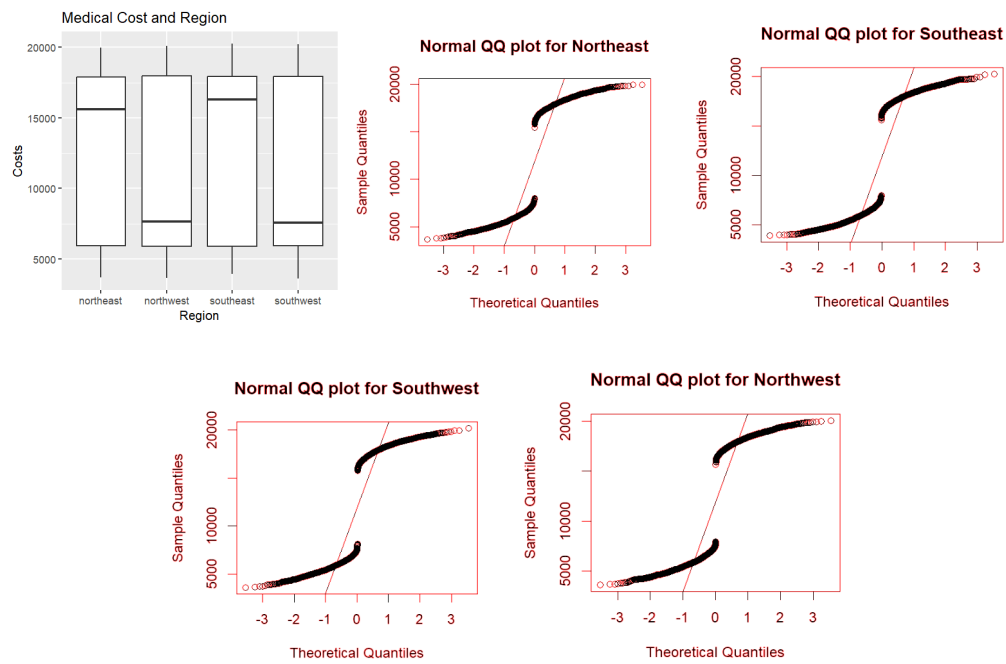 Medical Cost and Region
20000
15000
10000
5000
Costs
northeast northwest southeast southwest
Region
Normal QQ plot for Northeast
Sample Quantiles
20000
10000
5000
-3 -2 -1 0 1 2 3
Theoretical Quantiles
Normal QQ plot for Southeast
Sample Quantiles
20000
10000
5000
-3 -2 -1 0 1 2 3
Theoretical Quantiles
Normal QQ plot for Southwest
Sample Quantiles
20000
10000
5000
-3 -2 -1 0 1 2 3
Theoretical Quantiles
Normal QQ plot for Northwest
Sample Quantiles
20000
10000
5000
-3 -2 -1 0 1 2 3
Theoretical Quantiles